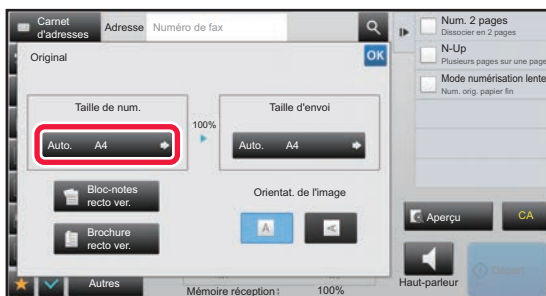 Carnet
d'adresses
Adresse
Numéro de fax
Num. 2 pages
Dissocier en 2 pages
N-Up
Plusieurs pages sur une page
Mode numérisation lente
Num. orig. papier fin
Original
OK
Taille de num.
100%
Taille d'envoi
Auto. A4
Auto. A4
Bloc-notes
recto ver.
Orientat. de l'image
Brochure
recto ver.
A
A
Aperçu
CA
Autres
Mémoire réception:
100%
Haut-parleur
Départ